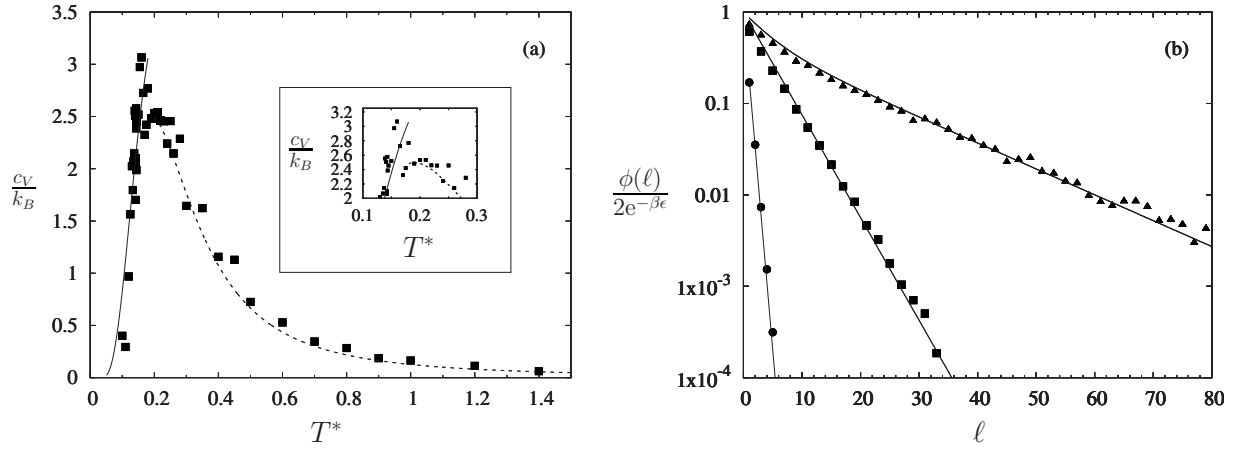 (a)
3.5
3
2.5
2
1.5
1
0.5
0
c_V
k_B
0 0.2 0.4 0.6 0.8 1.0 1.2 1.4
T*
3.2
3
2.8
2.6
2.4
2.2
2
c_V
k_B
0.1 0.2 0.3
T*
(b)
1
0.1
0.01
1x10⁻³
1x10⁻⁴
ϕ(ℓ)
2e^{−βϵ}
0 10 20 30 40 50 60 70 80
ℓ